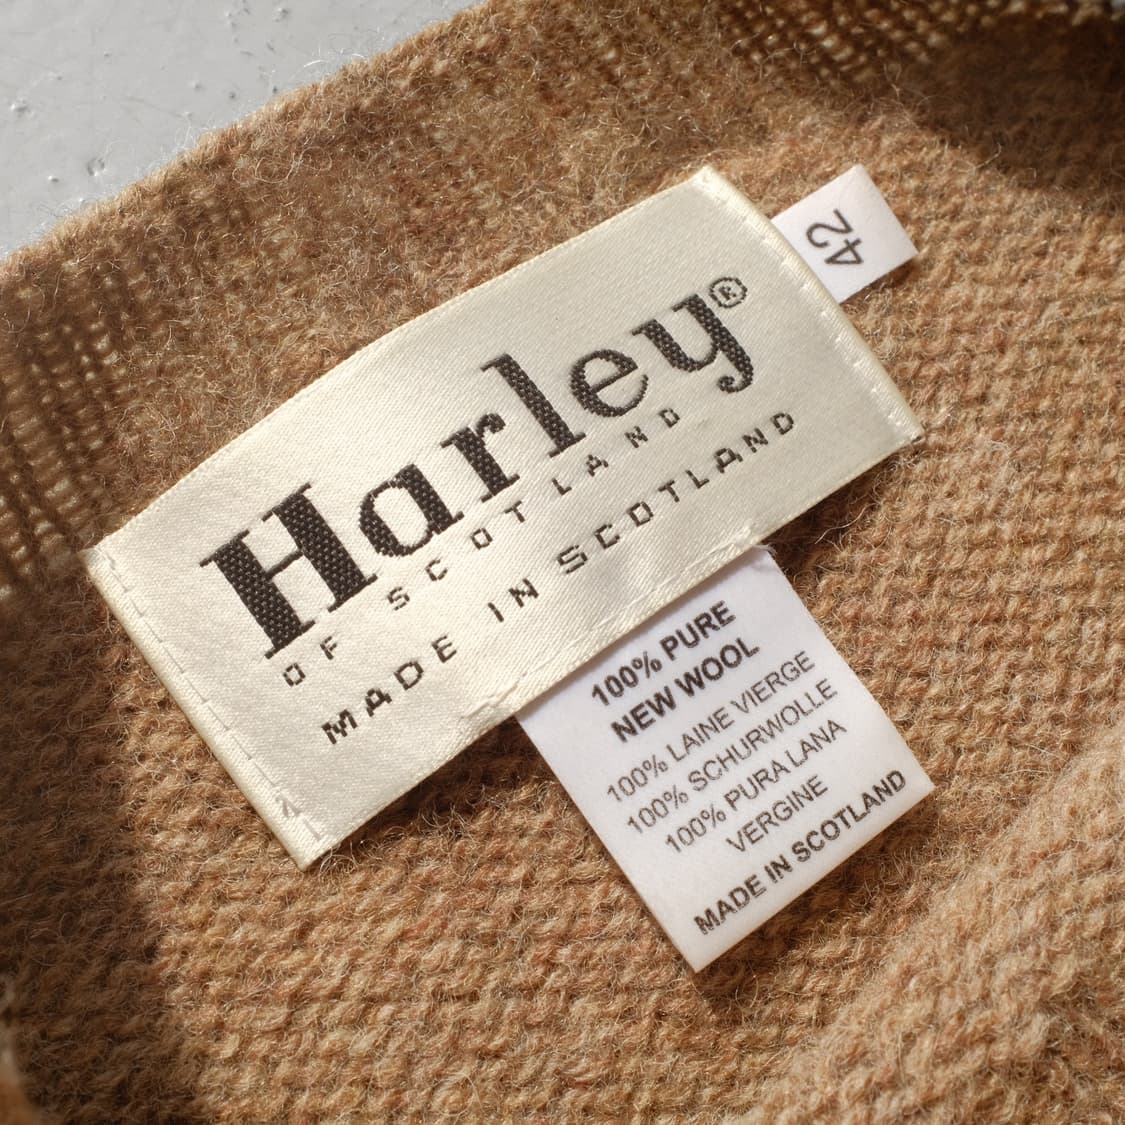 42
Harley®
OF SCOTLAND
MADE IN SCOTLAND
100% PURE
NEW WOOL
100% LAINE VIERGE
100% SCHURWOLLE
100% PURA LANA
VERGINE
MADE IN SCOTLAND